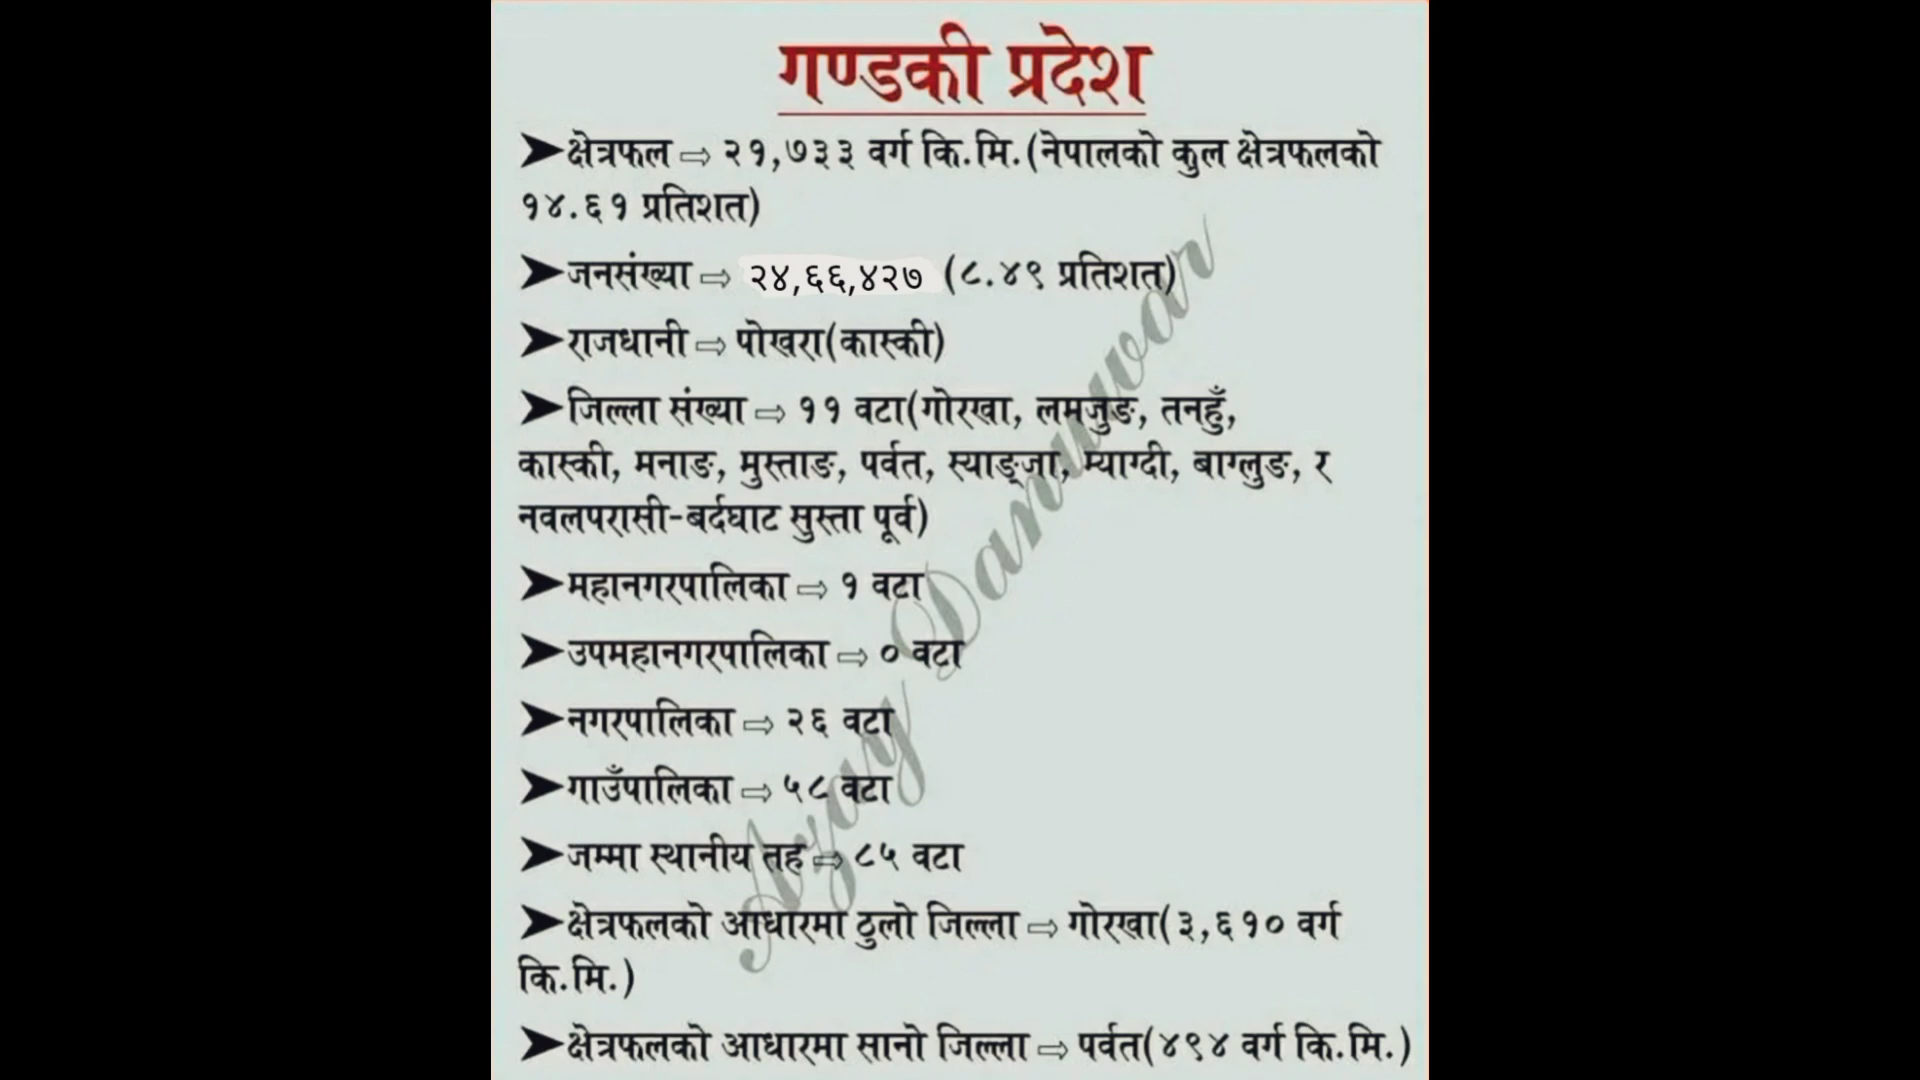 गण्डकी प्रदेश
➤क्षेत्रफल ⇨ २१,७३३ वर्ग कि.मि.(नेपालको कुल क्षेत्रफलको
१४.६१ प्रतिशत)
➤जनसंख्या ⇨ २४,६६,४२७ (८.४९ प्रतिशत)
➤राजधानी ⇨ पोखरा(कास्की)
➤जिल्ला संख्या ⇨ ११ वटा(गोरखा, लमजुङ, तनहुँ,
कास्की, मनाङ, मुस्ताङ, पर्वत, स्याङ्जा, म्याग्दी, बाग्लुङ, र
नवलपरासी-बर्दघाट सुस्ता पूर्व)
➤महानगरपालिका ⇨ १ वटा
➤उपमहानगरपालिका ⇨ ० वटा
➤नगरपालिका ⇨ २६ वटा
➤गाउँपालिका ⇨ ५८ वटा
➤जम्मा स्थानीय तह ⇨ ८५ वटा
➤क्षेत्रफलको आधारमा ठुलो जिल्ला ⇨ गोरखा(३,६१० वर्ग
कि.मि.)
➤क्षेत्रफलको आधारमा सानो जिल्ला ⇨ पर्वत(४९४ वर्ग कि.मि.)
Azay Danuwar